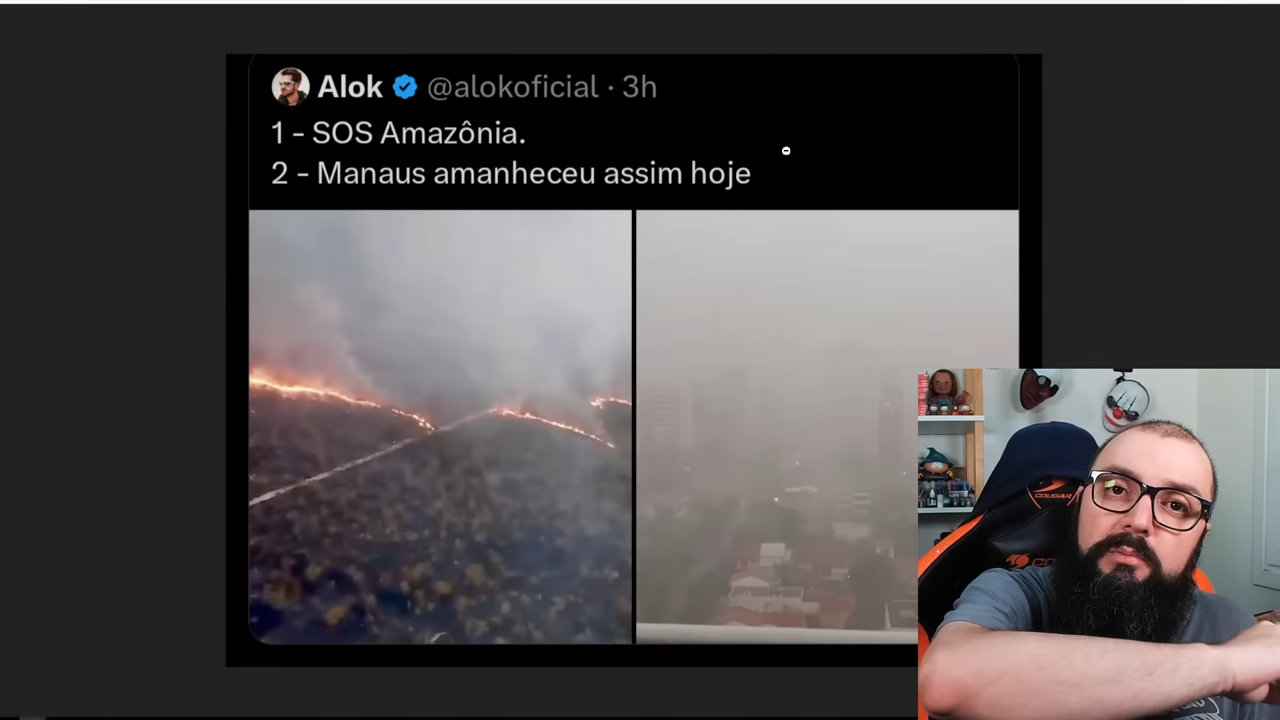 Alok @alokoficial · 3h
1 - SOS Amazônia.
2 - Manaus amanheceu assim hoje
COUGAR